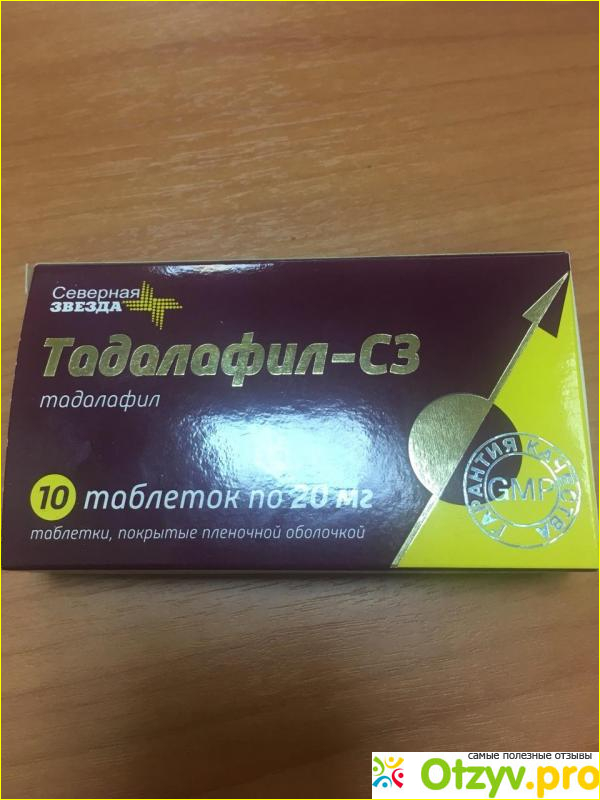 Северная
ЗВЕЗДА
Тадалафил-СЗ
тадалафил
10 таблеток по 20 мг
таблетки, покрытые пленочной оболочкой
ГАРАНТИЯ КАЧЕСТВА
GMP
самые полезные отзывы
Otzyv.pro